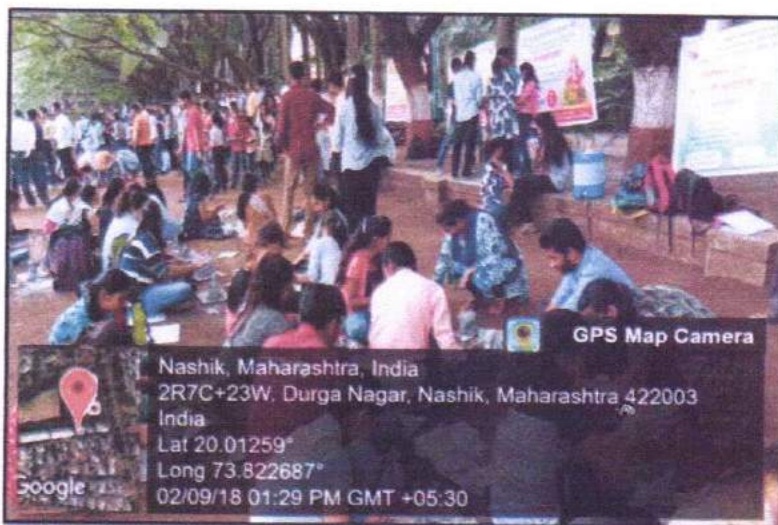 GPS Map Camera
Nashik, Maharashtra, India
2R7C+23W, Durga Nagar, Nashik, Maharashtra 422003
India
Lat 20.01259°
Long 73.822687°
02/09/18 01:29 PM GMT +05:30
Google